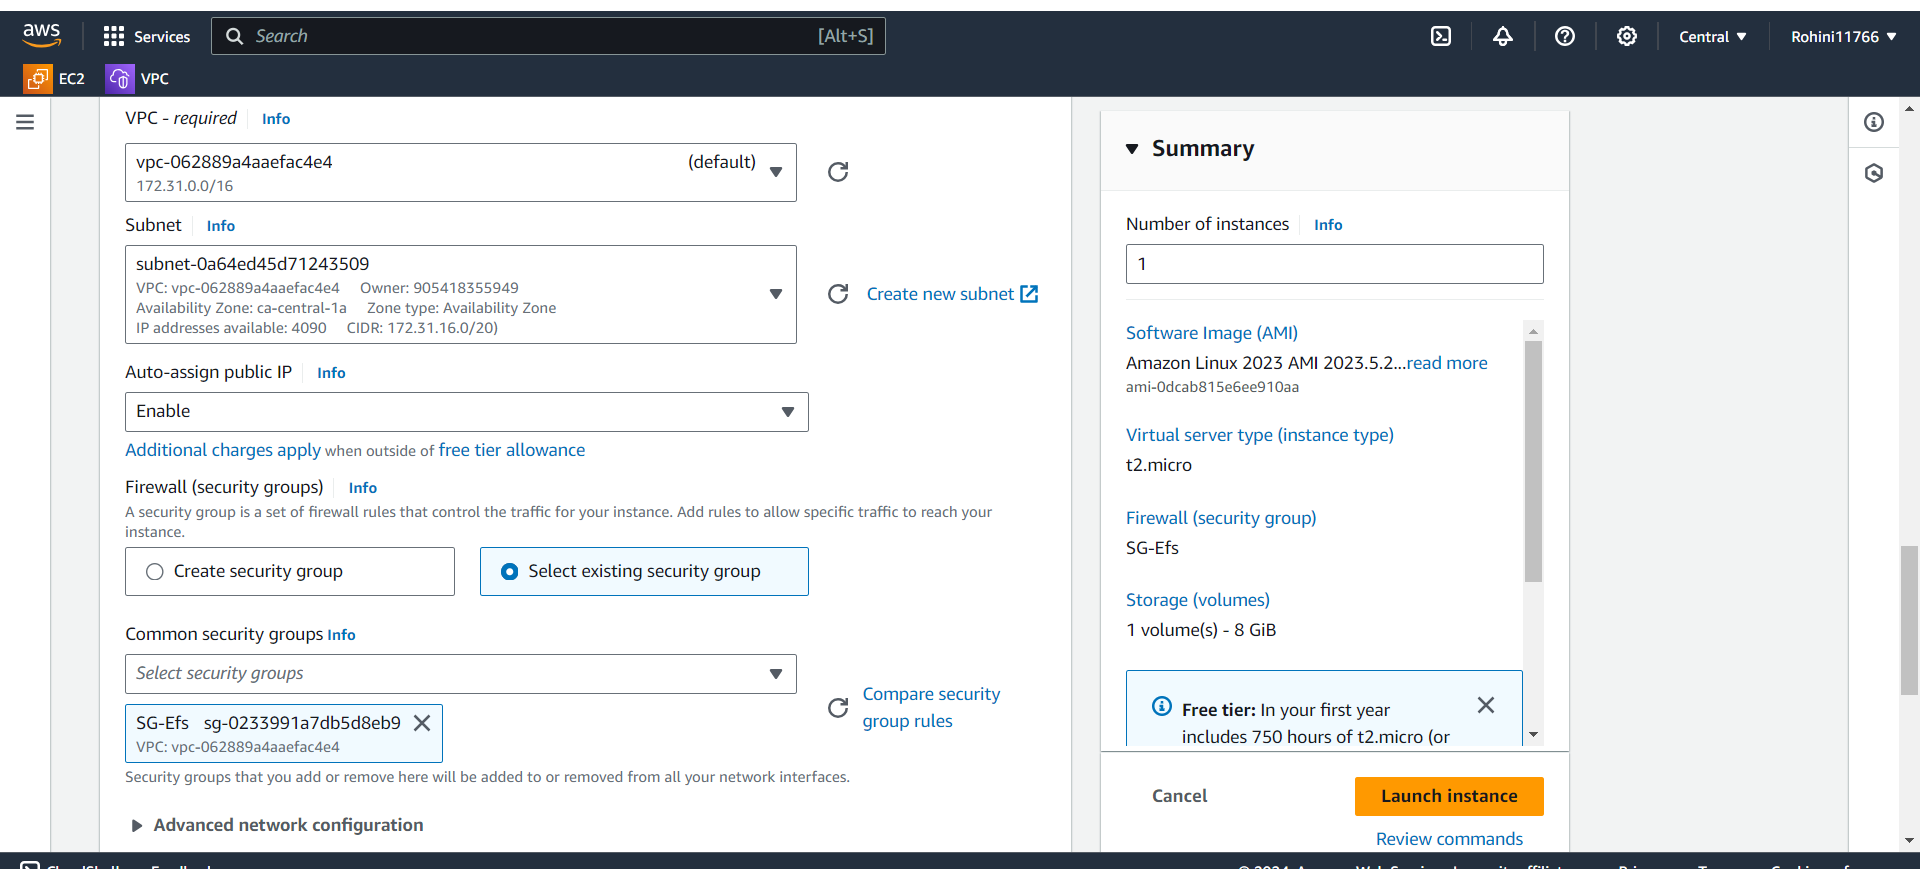 aws
Services
Search [Alt+S]
Central
Rohini11766
EC2
VPC
VPC - required Info
vpc-062889a4aaefac4e4 (default)
172.31.0.0/16
Subnet Info
subnet-0a64ed45d71243509
VPC: vpc-062889a4aaefac4e4 Owner: 905418355949
Availability Zone: ca-central-1a Zone type: Availability Zone
IP addresses available: 4090 CIDR: 172.31.16.0/20)
Create new subnet
Auto-assign public IP Info
Enable
Additional charges apply when outside of free tier allowance
Firewall (security groups) Info
A security group is a set of firewall rules that control the traffic for your instance. Add rules to allow specific traffic to reach your
instance.
Create security group
Select existing security group
Common security groups Info
Select security groups
SG-Efs sg-0233991a7db5d8eb9
VPC: vpc-062889a4aaefac4e4
Compare security
group rules
Security groups that you add or remove here will be added to or removed from all your network interfaces.
Advanced network configuration
Summary
Number of instances Info
1
Software Image (AMI)
Amazon Linux 2023 AMI 2023.5.2...read more
ami-0dcab815e6ee910aa
Virtual server type (instance type)
t2.micro
Firewall (security group)
SG-Efs
Storage (volumes)
1 volume(s) - 8 GiB
Free tier: In your first year
includes 750 hours of t2.micro (or
Cancel
Launch instance
Review commands